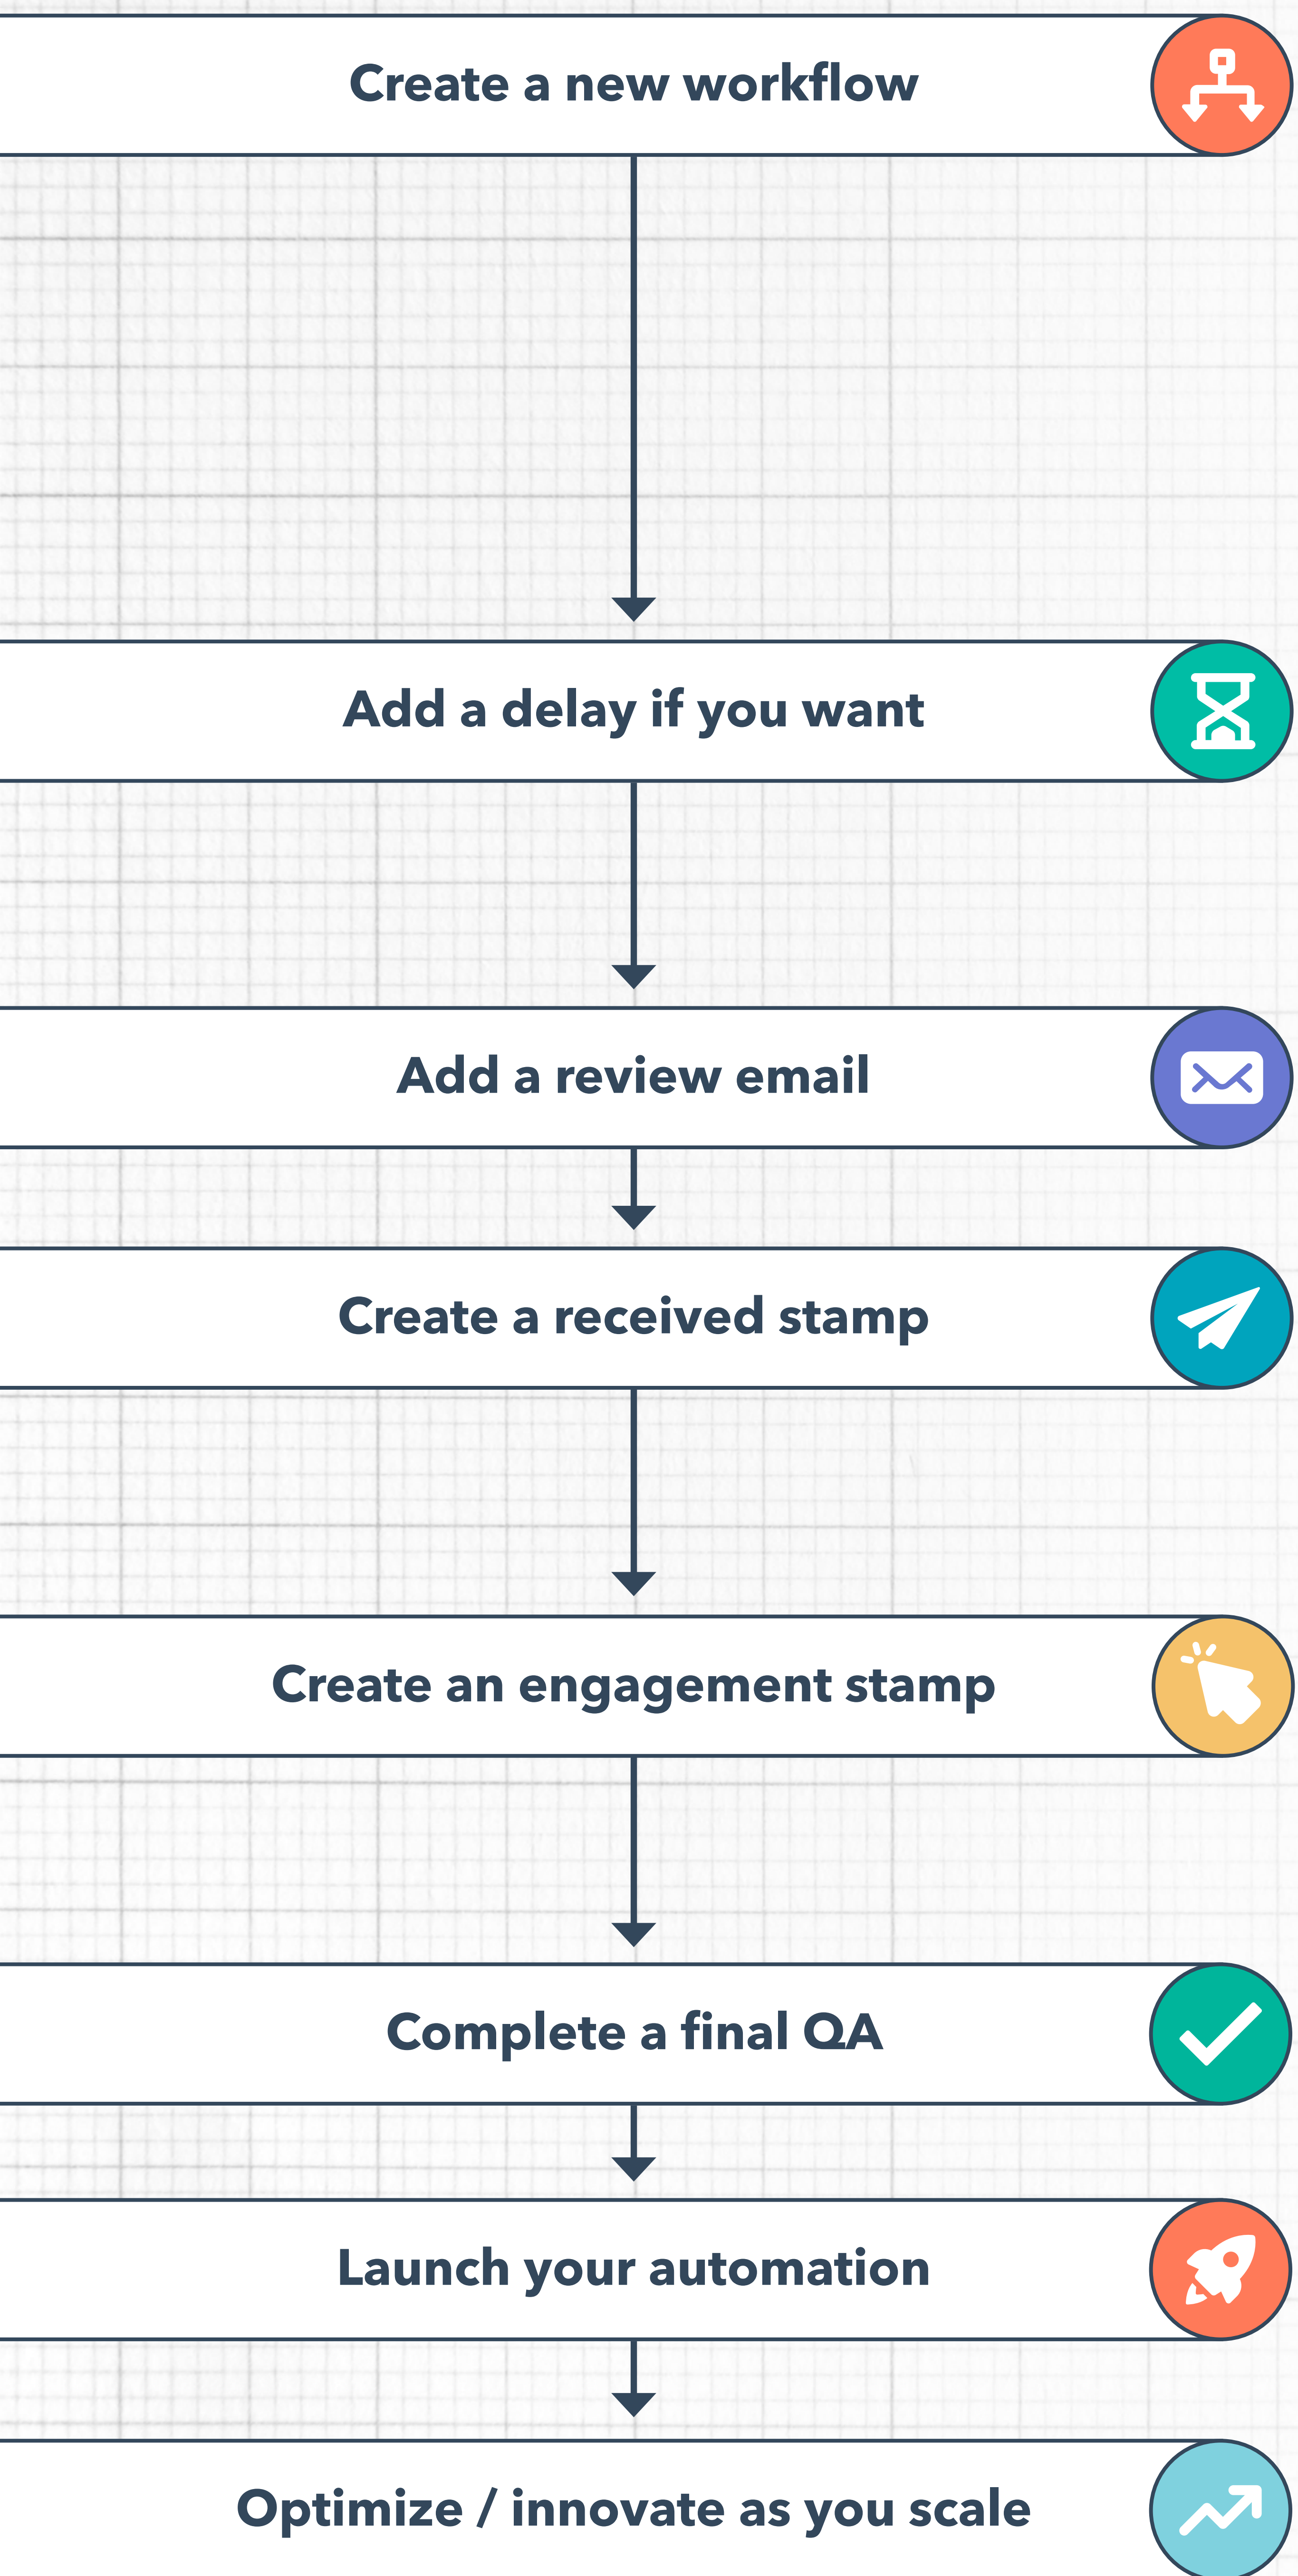 Create a new workflow
Add a delay if you want
Add a review email
Create a received stamp
Create an engagement stamp
Complete a final QA
Launch your automation
Optimize / innovate as you scale